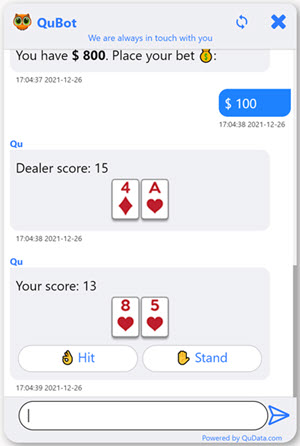 QuBot
We are always in touch with you
You have $ 800. Place your bet 💰:
17:04:37 2021-12-26
$ 100
17:04:38 2021-12-26
Qu
Dealer score: 15
4 A
17:04:38 2021-12-26
Qu
Your score: 13
8 5
Hit Stand
17:04:39 2021-12-26
Powered by QuData.com